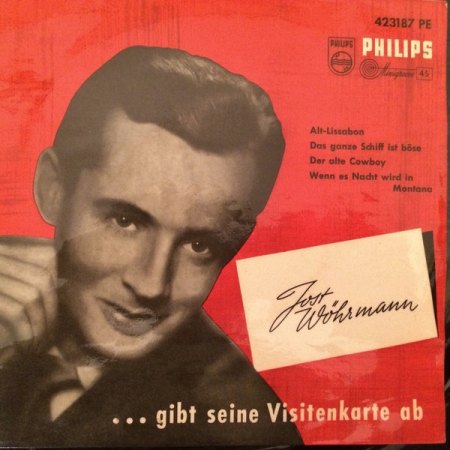 423187 PE
PHILIPS
PHILIPS
Minigroove 45
Alt-Lissabon
Das ganze Schiff ist böse
Der alte Cowboy
Wenn es Nacht wird in
Montana
Jost
Wöhrmann
... gibt seine Visitenkarte ab